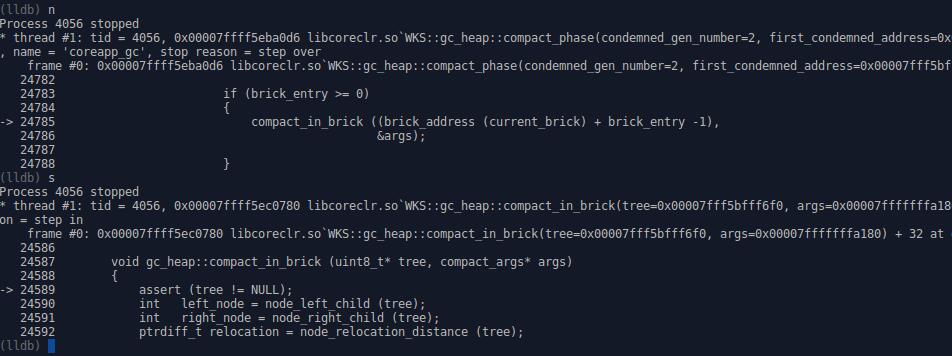 (lldb) n
Process 4056 stopped
* thread #1: tid = 4056, 0x00007ffff5eba0d6 libcoreclr.so`WKS::gc_heap::compact_phase(condemned_gen_number=2, first_condemned_address=0x0
, name = 'coreapp_gc', stop reason = step over
    frame #0: 0x00007ffff5eba0d6 libcoreclr.so`WKS::gc_heap::compact_phase(condemned_gen_number=2, first_condemned_address=0x00007fff5bf
   24782
   24783                        if (brick_entry >= 0)
   24784                        {
-> 24785                            compact_in_brick ((brick_address (current_brick) + brick_entry -1),
   24786                                              &args);
   24787
   24788                        }
(lldb) s
Process 4056 stopped
* thread #1: tid = 4056, 0x00007ffff5ec0780 libcoreclr.so`WKS::gc_heap::compact_in_brick(tree=0x00007fff5bfff6f0, args=0x00007fffffffa180
on = step in
    frame #0: 0x00007ffff5ec0780 libcoreclr.so`WKS::gc_heap::compact_in_brick(tree=0x00007fff5bfff6f0, args=0x00007fffffffa180) + 32 at
   24586
   24587        void gc_heap::compact_in_brick (uint8_t* tree, compact_args* args)
   24588        {
-> 24589            assert (tree != NULL);
   24590            int   left_node = node_left_child (tree);
   24591            int   right_node = node_right_child (tree);
   24592            ptrdiff_t relocation = node_relocation_distance (tree);
(lldb)